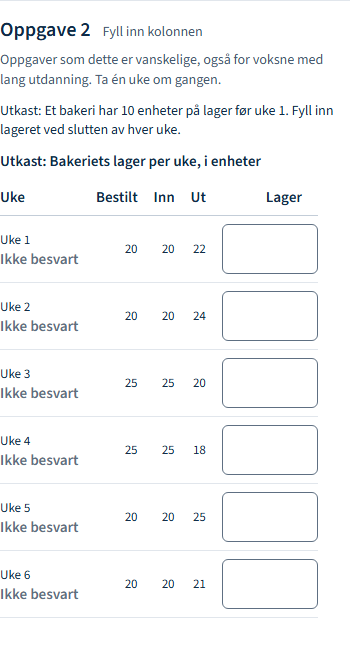 Oppgave 2 Fyll inn kolonnen
Oppgaver som dette er vanskelige, også for voksne med
lang utdanning. Ta én uke om gangen.
Utkast: Et bakeri har 10 enheter på lager før uke 1. Fyll inn
lageret ved slutten av hver uke.
Utkast: Bakeriets lager per uke, i enheter
Uke Bestilt Inn Ut Lager
Uke 1
Ikke besvart 20 20 22
Uke 2
Ikke besvart 20 20 24
Uke 3
Ikke besvart 25 25 20
Uke 4
Ikke besvart 25 25 18
Uke 5
Ikke besvart 20 20 25
Uke 6
Ikke besvart 20 20 21